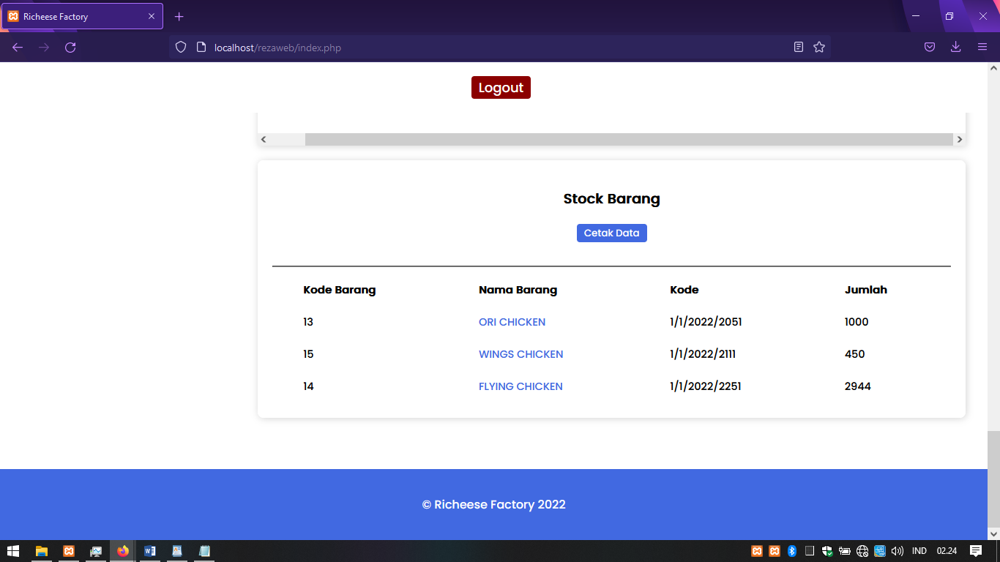 Richeese Factory
localhost/rezaweb/index.php
Logout
Stock Barang
Cetak Data
Kode Barang Nama Barang Kode Jumlah
13 ORI CHICKEN 1/1/2022/2051 1000
15 WINGS CHICKEN 1/1/2022/2111 450
14 FLYING CHICKEN 1/1/2022/2251 2944
© Richeese Factory 2022
IND 02.24